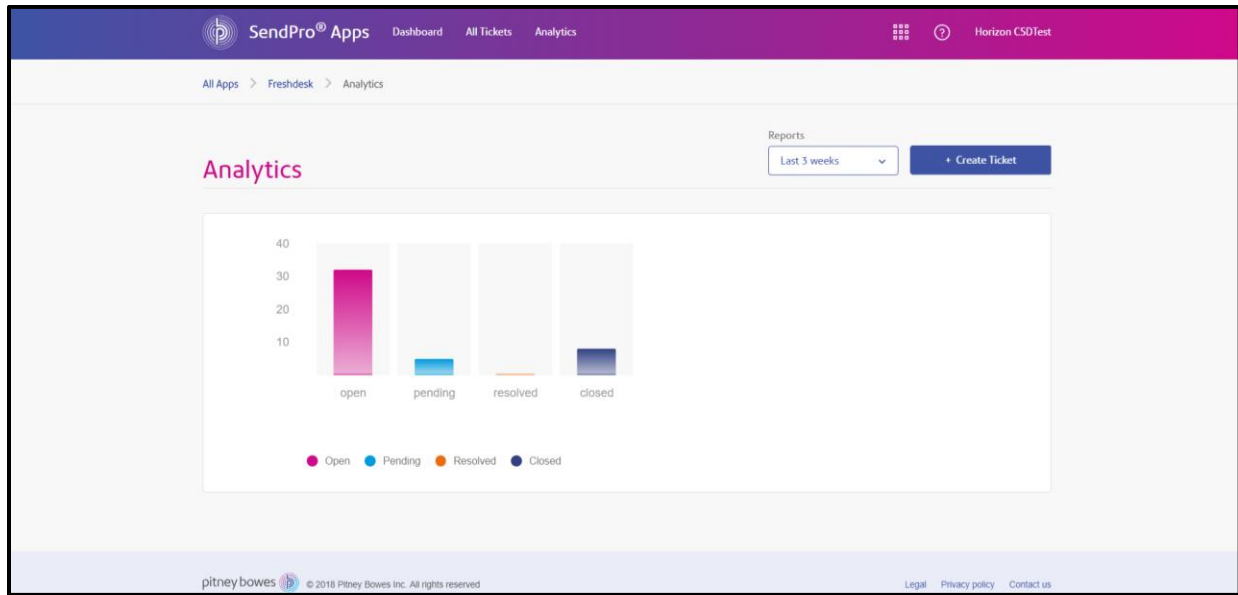 SendPro® Apps Dashboard All Tickets Analytics Horizon CSDTest
All Apps > Freshdesk > Analytics
Reports
Analytics
Last 3 weeks
+ Create Ticket
40
30
20
10
open pending resolved closed
Open Pending Resolved Closed
pitney bowes © 2018 Pitney Bowes Inc. All rights reserved Legal Privacy policy Contact us